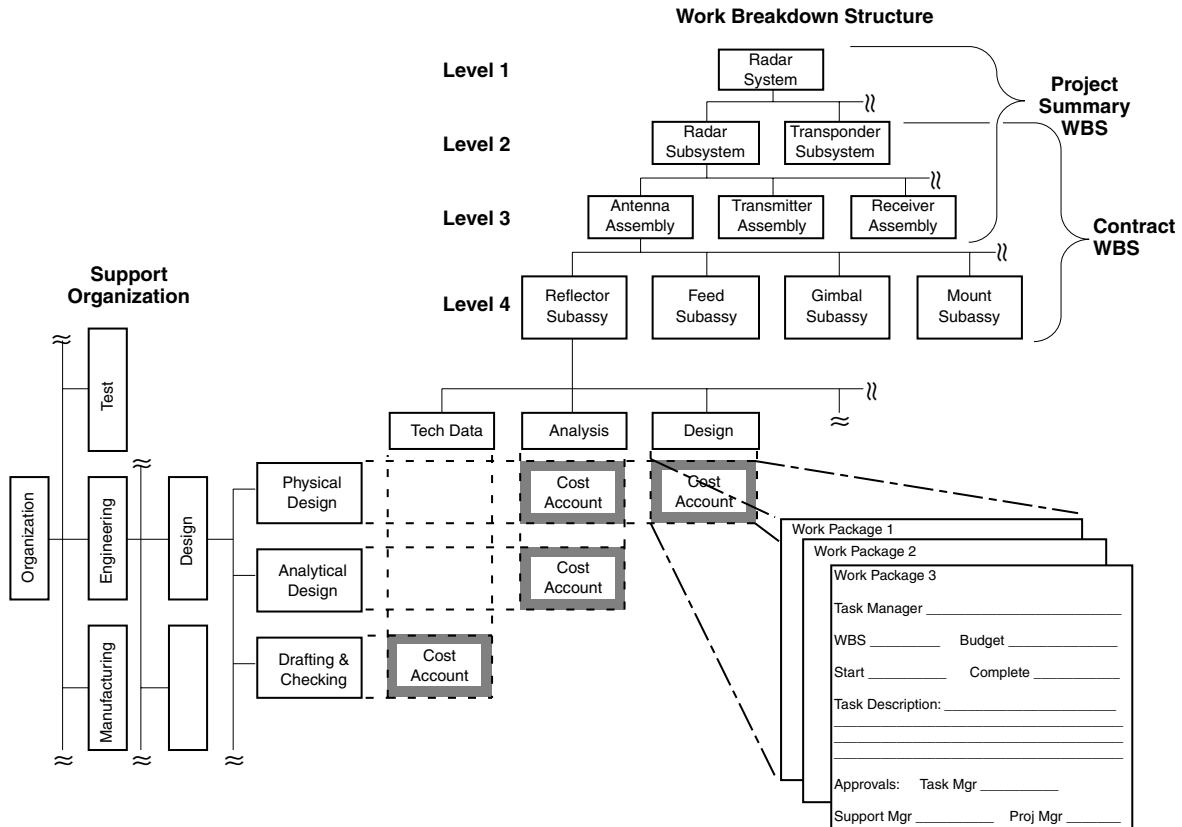 Work Breakdown Structure
Level 1
Radar
System
Project
Summary
WBS
Level 2
Radar
Subsystem
Transponder
Subsystem
Level 3
Antenna
Assembly
Transmitter
Assembly
Receiver
Assembly
Contract
WBS
Level 4
Reflector
Subassy
Feed
Subassy
Gimbal
Subassy
Mount
Subassy
Support
Organization
Test
Organization
Engineering
Design
Manufacturing
Tech Data
Analysis
Design
Physical
Design
Cost
Account
Cost
Account
Analytical
Design
Cost
Account
Drafting &
Checking
Cost
Account
Work Package 1
Work Package 2
Work Package 3
Task Manager
WBS Budget
Start Complete
Task Description:
Approvals: Task Mgr
Support Mgr Proj Mgr